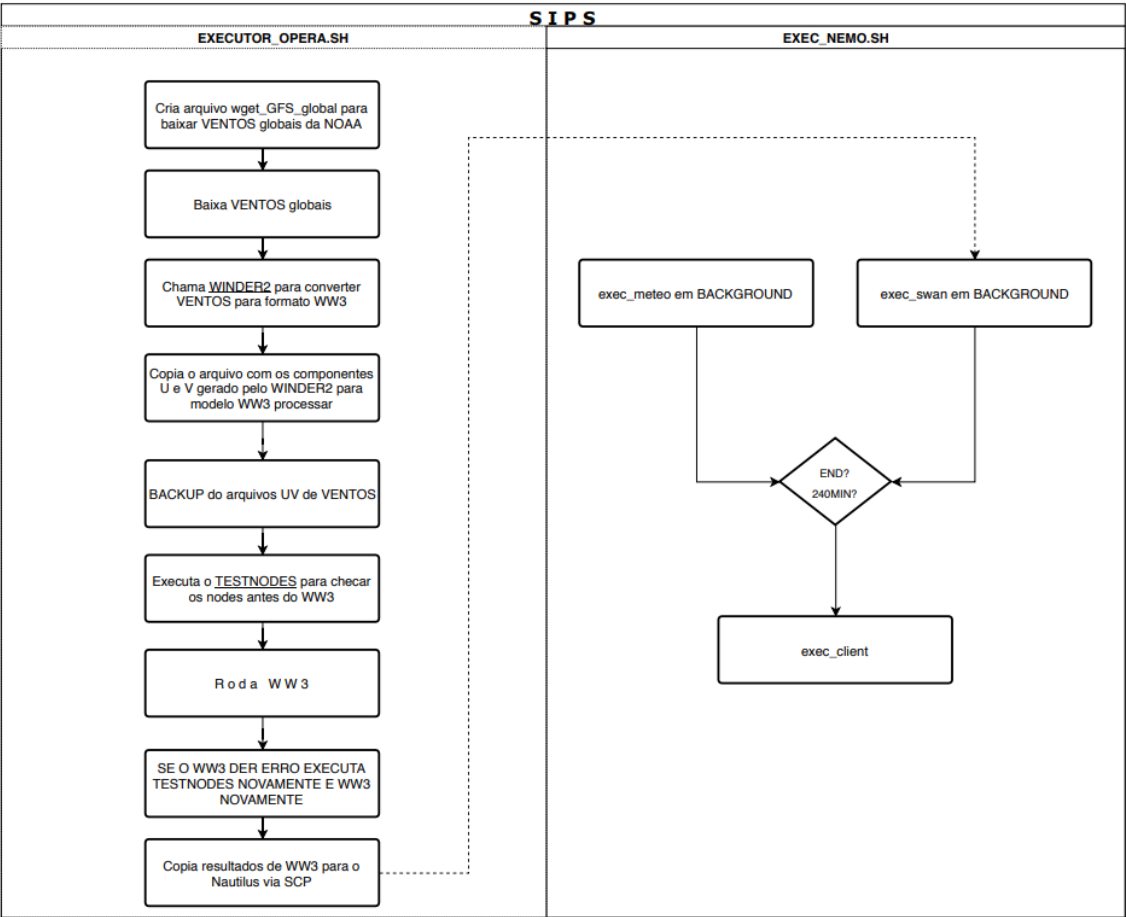 S I P S
EXECUTOR_OPERA.SH
Cria arquivo wget_GFS_global para
baixar VENTOS globais da NOAA
Baixa VENTOS globais
Chama WINDER2 para converter
VENTOS para formato WW3
Copia o arquivo com os componentes
U e V gerado pelo WINDER2 para
modelo WW3 processar
BACKUP do arquivos UV de VENTOS
Executa o TESTNODES para checar
os nodes antes do WW3
R o d a W W 3
SE O WW3 DER ERRO EXECUTA
TESTNODES NOVAMENTE E WW3
NOVAMENTE
Copia resultados de WW3 para o
Nautilus via SCP
EXEC_NEMO.SH
exec_meteo em BACKGROUND
exec_swan em BACKGROUND
END?
240MIN?
exec_client